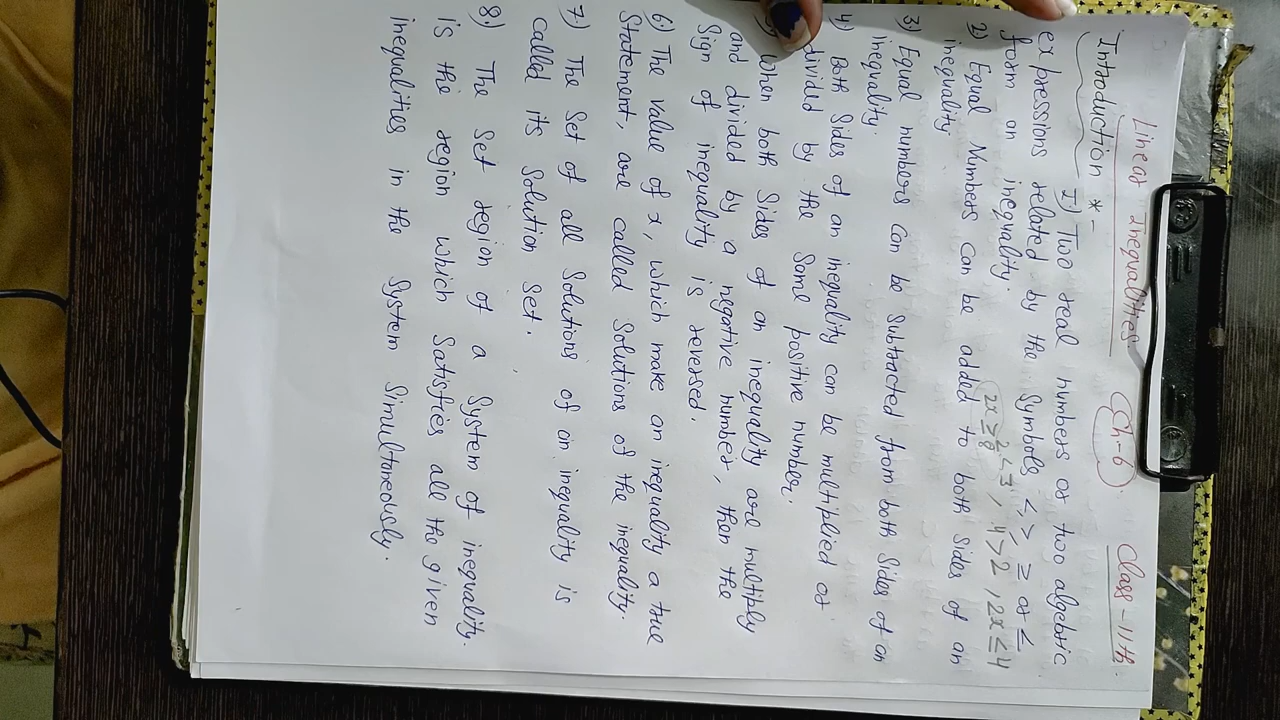 Linear Inequalities Ch-6. Class - 11th.
Introduction *- 1) Two real numbers or two algebric
expressions related by the Symbols <, >, ≥ or ≤
form an inequality.
2x ≥ < 3, 4 > 2, 2x ≤ 4
2) Equal Numbers can be added to both sides of an
inequality
3) Equal numbers can be subtracted from both sides of an
inequality.
4) Both Sides of an inequality can be multiplied or
divided by the Same positive number.
When both Sides of an inequality are multiply
and divided by a negative number, then the
Sign of inequality is reversed.
6) The value of x, which make an inequality a true
Statement, are called Solutions of the inequality.
7) The Set of all Solutions of an inequality is
called its Solution Set.
8) The Set region of a System of inequality.
is the region which Satisfies all the given
inequalities in the System Simultaneously.